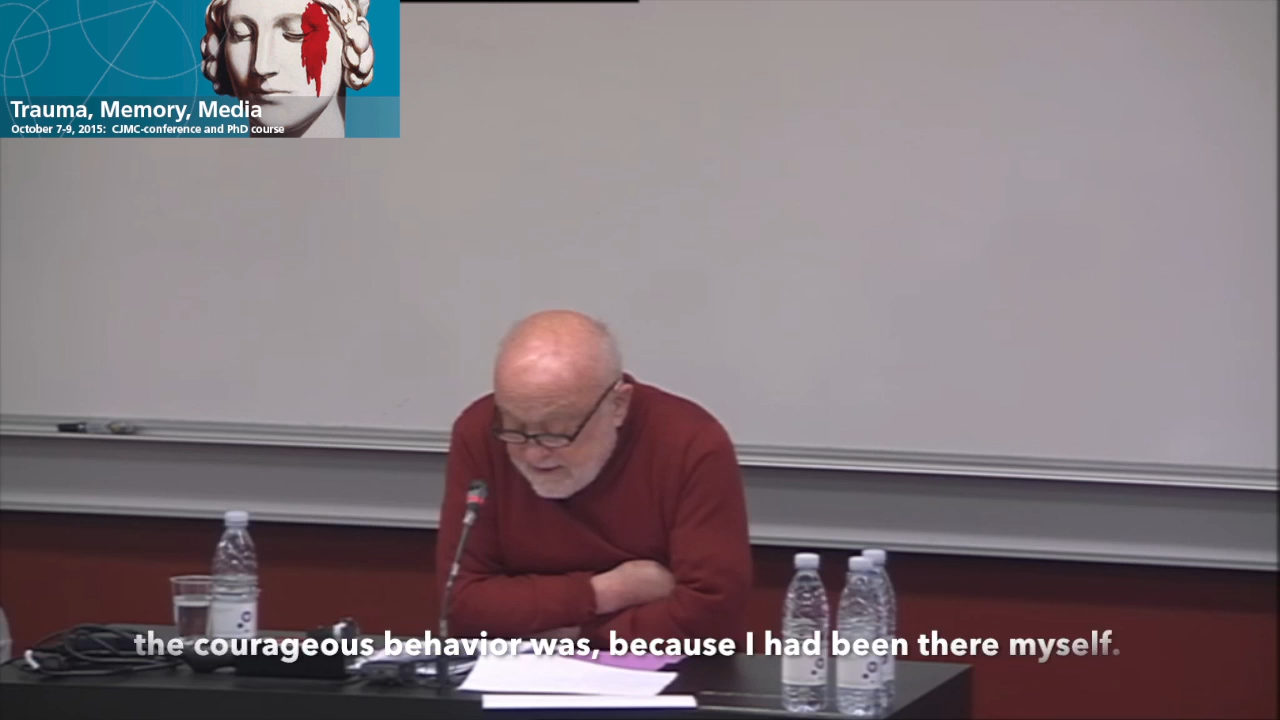 Trauma, Memory, Media
October 7-9, 2015: CJMC-conference and PhD course
the courageous behavior was, because I had been there myself.